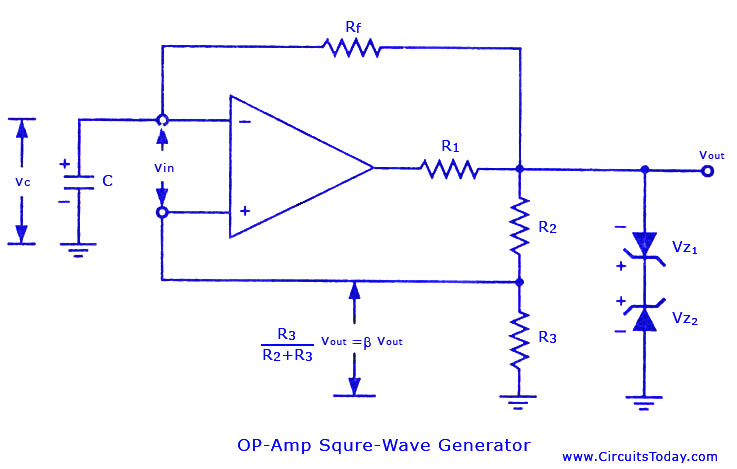 Rf
R1
Vout
+
C
Vc
−
−
Vin
+
R2
−
Vz1
+
+
Vz2
−
R3
R3
R2+R3
Vout =β Vout
OP-Amp Squre-Wave Generator
www.CircuitsToday.com